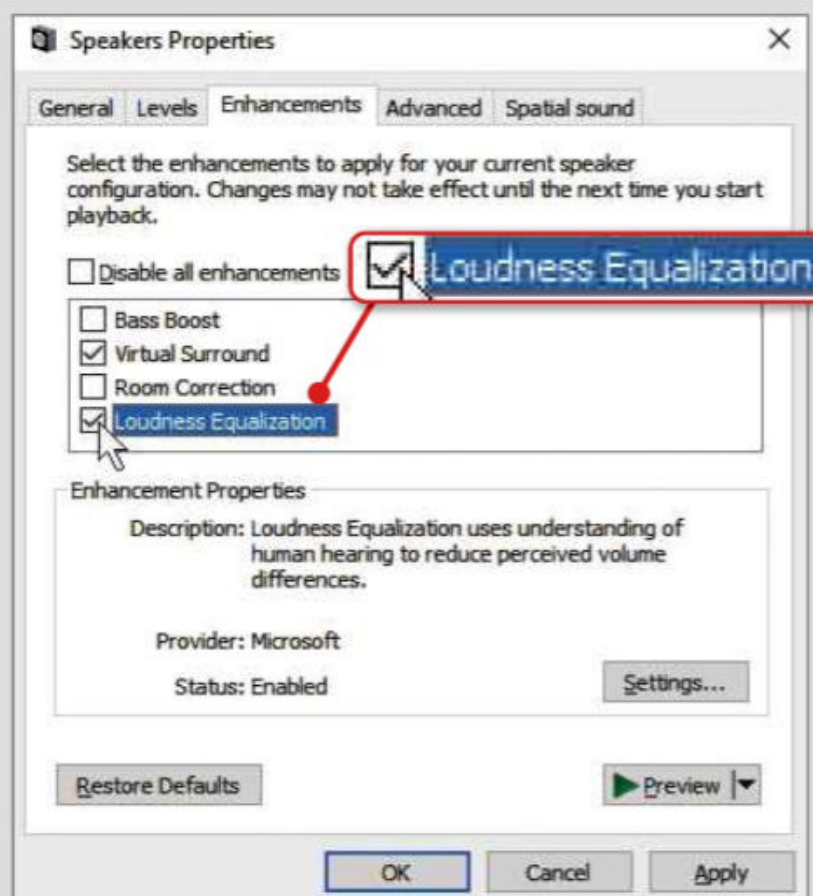 Speakers Properties
General Levels Enhancements Advanced Spatial sound
Select the enhancements to apply for your current speaker
configuration. Changes may not take effect until the next time you start
playback.
Disable all enhancements
Loudness Equalization
Bass Boost
Virtual Surround
Room Correction
Loudness Equalization
Enhancement Properties
Description: Loudness Equalization uses understanding of
human hearing to reduce perceived volume
differences.
Provider: Microsoft
Status: Enabled
Settings...
Restore Defaults
Preview
OK Cancel Apply